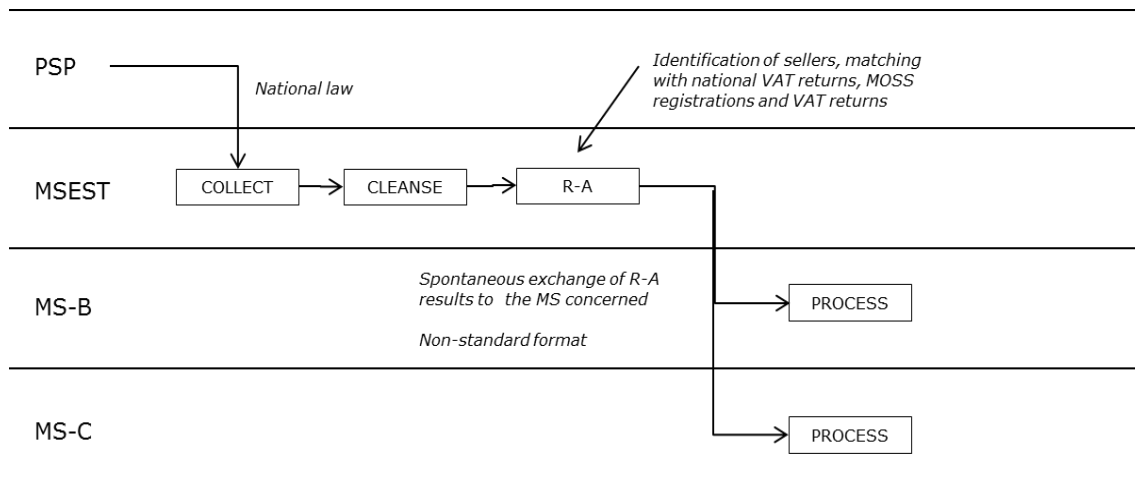 PSP
National law
Identification of sellers, matching
with national VAT returns, MOSS
registrations and VAT returns
MSEST
COLLECT
CLEANSE
R-A
MS-B
Spontaneous exchange of R-A
results to the MS concerned
Non-standard format
PROCESS
MS-C
PROCESS